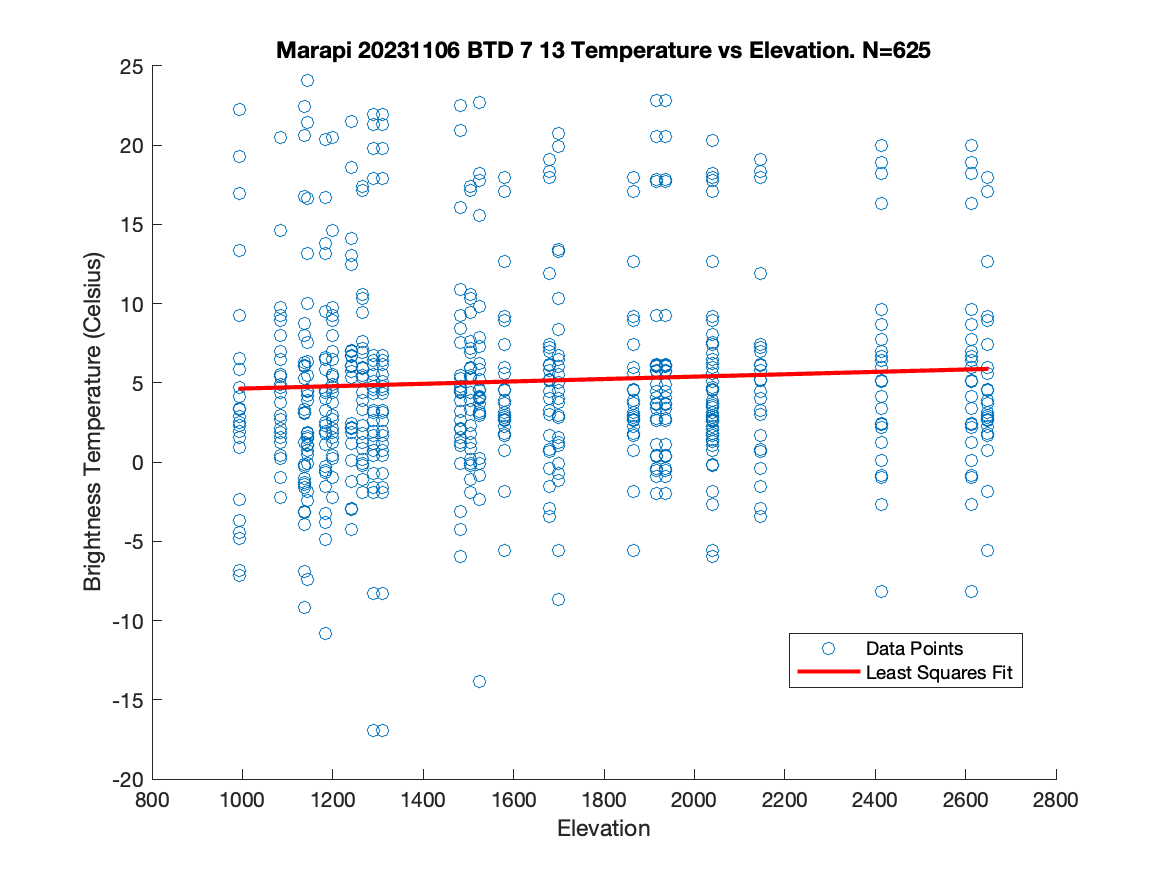 Marapi 20231106 BTD 7 13 Temperature vs Elevation. N=625
25
20
15
10
5
0
-5
-10
-15
-20
Brightness Temperature (Celsius)
Data Points
Least Squares Fit
800 1000 1200 1400 1600 1800 2000 2200 2400 2600 2800
Elevation